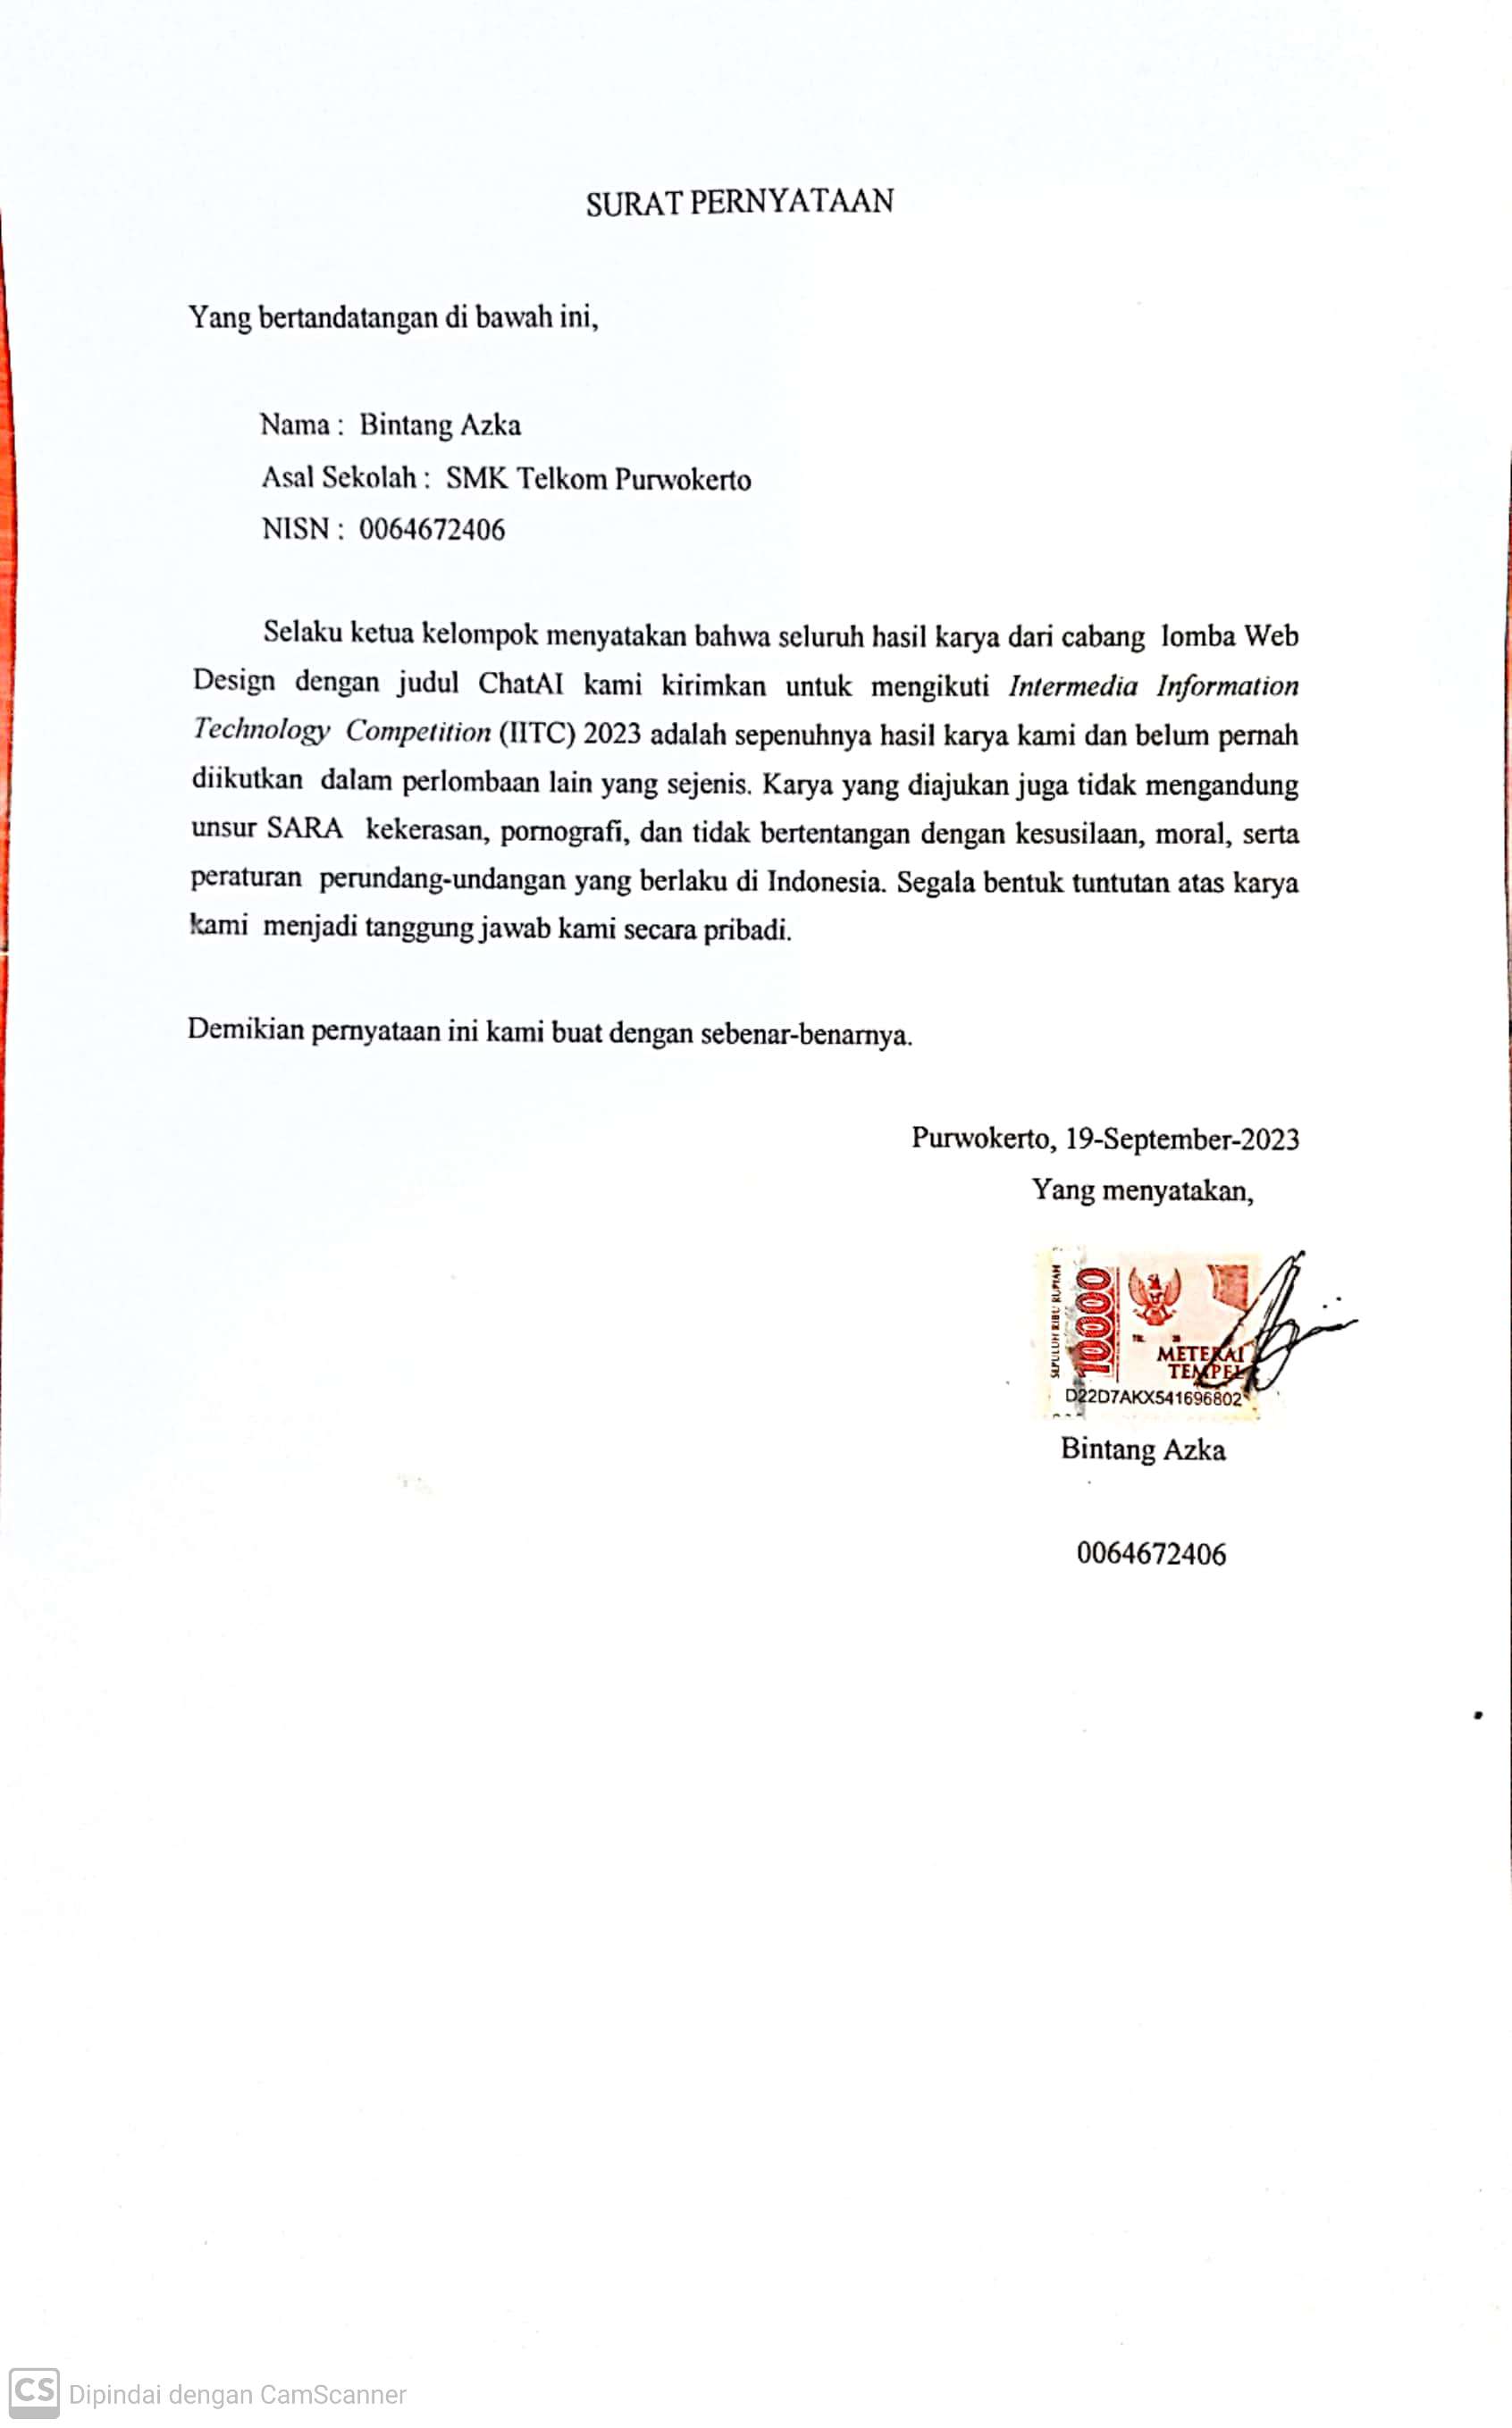 SURAT PERNYATAAN
Yang bertandatangan di bawah ini,
Nama : Bintang Azka
Asal Sekolah : SMK Telkom Purwokerto
NISN : 0064672406
Selaku ketua kelompok menyatakan bahwa seluruh hasil karya dari cabang lomba Web
Design dengan judul ChatAI kami kirimkan untuk mengikuti Intermedia Information
Technology Competition (IITC) 2023 adalah sepenuhnya hasil karya kami dan belum pernah
diikutkan dalam perlombaan lain yang sejenis. Karya yang diajukan juga tidak mengandung
unsur SARA kekerasan, pornografi, dan tidak bertentangan dengan kesusilaan, moral, serta
peraturan perundang-undangan yang berlaku di Indonesia. Segala bentuk tuntutan atas karya
kami menjadi tanggung jawab kami secara pribadi.
Demikian pernyataan ini kami buat dengan sebenar-benarnya.
Purwokerto, 19-September-2023
Yang menyatakan,
SEPULUH RIBU RUPIAH
10000
METERAI
TEMPEL
D22D7AKX541696802
Bintang Azka
0064672406
CS Dipindai dengan CamScanner